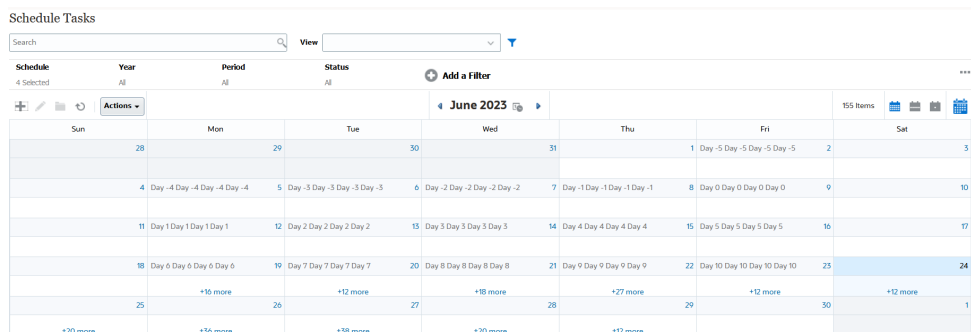 Schedule Tasks
Search
View
Schedule Year Period Status
4 Selected All All All
Add a Filter
Actions
June 2023
155 Items
Sun Mon Tue Wed Thu Fri Sat
28 29 30 31 1 Day -5 Day -5 Day -5 Day -5 2 3
4 Day -4 Day -4 Day -4 Day -4 5 Day -3 Day -3 Day -3 Day -3 6 Day -2 Day -2 Day -2 Day -2 7 Day -1 Day -1 Day -1 Day -1 8 Day 0 Day 0 Day 0 Day 0 9 10
11 Day 1 Day 1 Day 1 Day 1 12 Day 2 Day 2 Day 2 Day 2 13 Day 3 Day 3 Day 3 Day 3 14 Day 4 Day 4 Day 4 Day 4 15 Day 5 Day 5 Day 5 Day 5 16 17
18 Day 6 Day 6 Day 6 Day 6 19 Day 7 Day 7 Day 7 Day 7 20 Day 8 Day 8 Day 8 Day 8 21 Day 9 Day 9 Day 9 Day 9 22 Day 10 Day 10 Day 10 Day 10 23 24
+16 more +12 more +18 more +27 more +12 more +12 more
25 26 27 28 29 30 1
+20 more +36 more +38 more +20 more +12 more